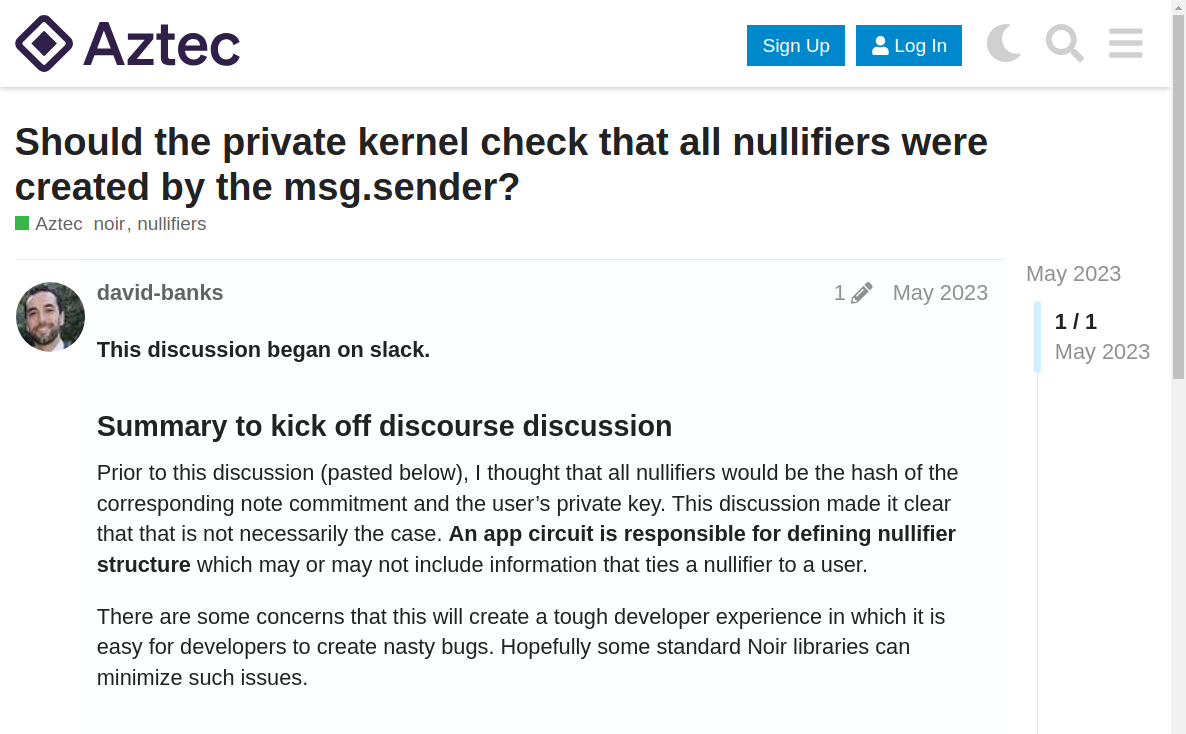 Aztec
Sign Up
Log In
Should the private kernel check that all nullifiers were
created by the msg.sender?
Aztec noir, nullifiers
david-banks
1
May 2023
This discussion began on slack.
Summary to kick off discourse discussion
Prior to this discussion (pasted below), I thought that all nullifiers would be the hash of the
corresponding note commitment and the user’s private key. This discussion made it clear
that that is not necessarily the case. An app circuit is responsible for defining nullifier
structure which may or may not include information that ties a nullifier to a user.
There are some concerns that this will create a tough developer experience in which it is
easy for developers to create nasty bugs. Hopefully some standard Noir libraries can
minimize such issues.
May 2023
1 / 1
May 2023